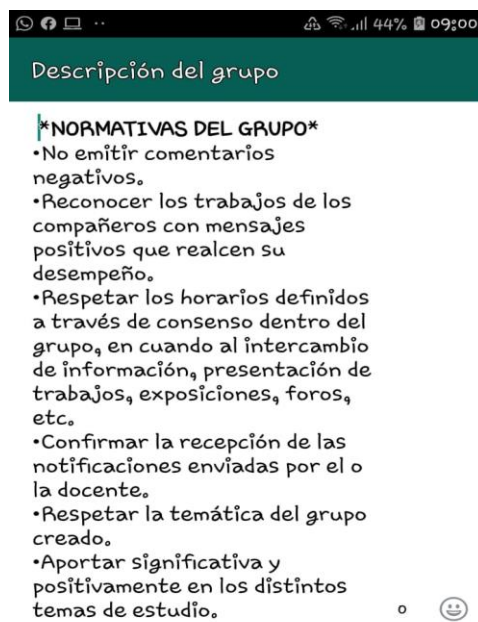 44% 09:00
Descripción del grupo
*NORMATIVAS DEL GRUPO*
•No emitir comentarios
negativos.
•Reconocer los trabajos de los
compañeros con mensajes
positivos que realcen su
desempeño.
•Respetar los horarios definidos
a través de consenso dentro del
grupo, en cuando al intercambio
de información, presentación de
trabajos, exposiciones, foros,
etc.
•Confirmar la recepción de las
notificaciones enviadas por el o
la docente.
•Respetar la temática del grupo
creado.
•Aportar significativa y
positivamente en los distintos
temas de estudio. 0